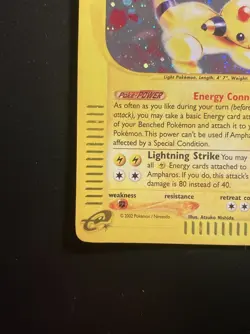 Light Pokémon. Length: 4' 7", Weight:
POKé-POWER Energy Conn
As often as you like during your turn (before
attack), you may take a basic Energy card att
of your Benched Pokémon and attach it to y
Pokémon. This power can't be used if Ampha
affected by a Special Condition.
Lightning Strike You may
all Energy cards attached to
Ampharos. If you do, this attack's
damage is 80 instead of 40.
weakness resistance retreat co
©2002 Pokémon / Nintendo. Illus. Atsuko Nishida